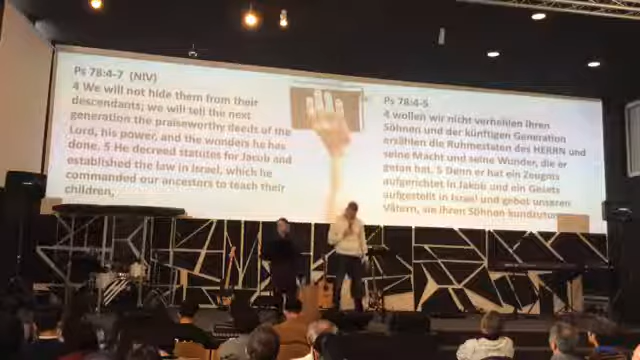 Ps 78:4-7 (NIV)
4 We will not hide them from their
descendants; we will tell the next
generation the praiseworthy deeds of the
Lord, his power, and the wonders he has
done. 5 He decreed statutes for Jacob and
established the law in Israel, which he
commanded our ancestors to teach their
children,
Ps 78:4-5
4 wollen wir nicht verhehlen ihren
Söhnen und der künftigen Generation
erzählen die Ruhmestaten des HERRN und
seine Macht und seine Wunder, die er
getan hat. 5 Denn er hat ein Zeugnis
aufgerichtet in Jakob und ein Gesetz
aufgestellt in Israel und gebot unseren
Vätern, sie ihren Söhnen kundzutun